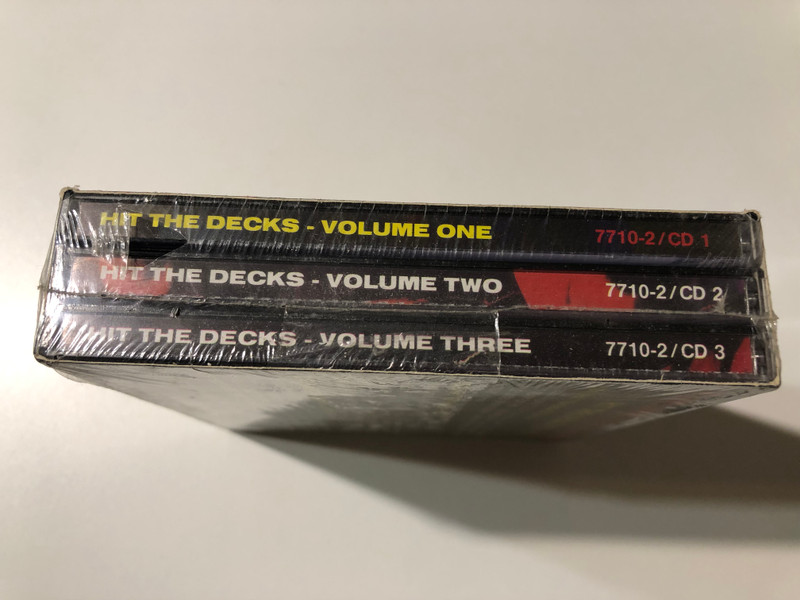 HIT THE DECKS - VOLUME ONE 7710-2/CD 1
HIT THE DECKS - VOLUME TWO 7710-2/CD 2
HIT THE DECKS - VOLUME THREE 7710-2/CD 3